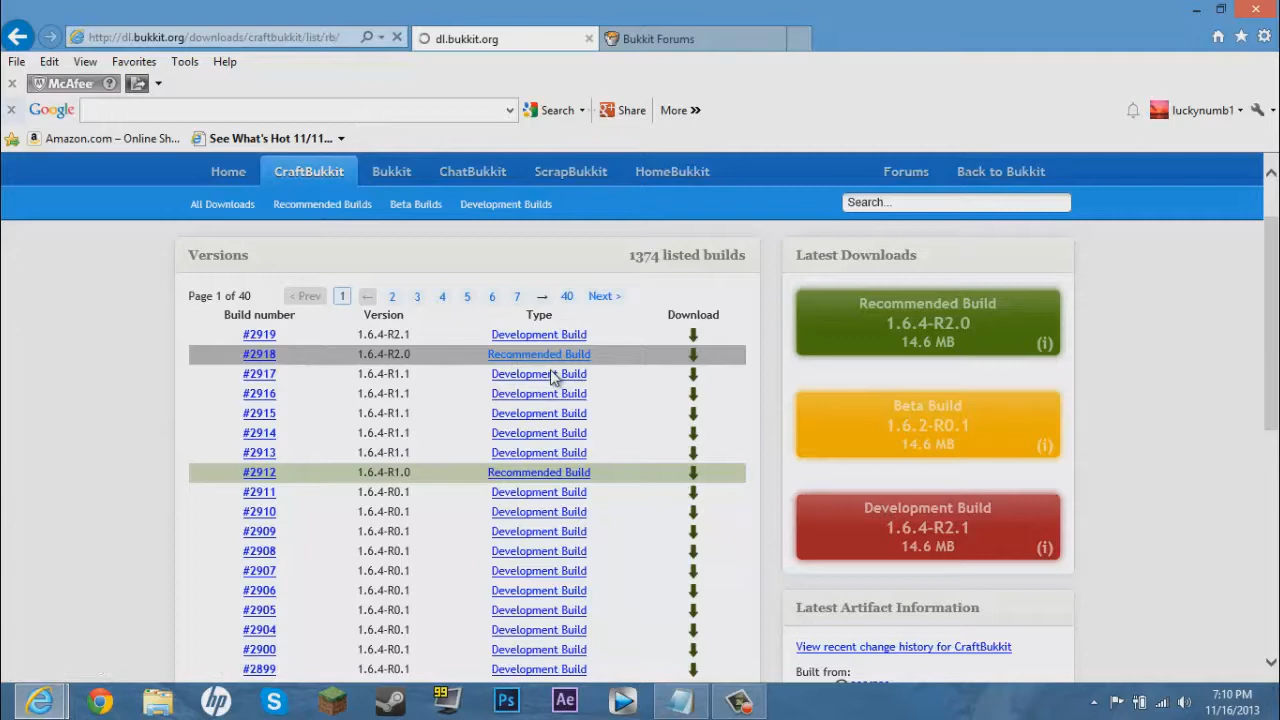 http://dl.bukkit.org/downloads/craftbukkit/list/rb/
dl.bukkit.org
Bukkit Forums
File Edit View Favorites Tools Help
McAfee
Google Search Share More » luckynumb1
Amazon.com – Online Sh...
See What's Hot 11/11...
Home CraftBukkit Bukkit ChatBukkit ScrapBukkit HomeBukkit Forums Back to Bukkit
All Downloads Recommended Builds Beta Builds Development Builds Search...
Versions 1374 listed builds
Page 1 of 40 < Prev 1 ← 2 3 4 5 6 7 → 40 Next >
Build number Version Type Download
#2919 1.6.4-R2.1 Development Build
#2918 1.6.4-R2.0 Recommended Build
#2917 1.6.4-R1.1 Development Build
#2916 1.6.4-R1.1 Development Build
#2915 1.6.4-R1.1 Development Build
#2914 1.6.4-R1.1 Development Build
#2913 1.6.4-R1.1 Development Build
#2912 1.6.4-R1.0 Recommended Build
#2911 1.6.4-R0.1 Development Build
#2910 1.6.4-R0.1 Development Build
#2909 1.6.4-R0.1 Development Build
#2908 1.6.4-R0.1 Development Build
#2907 1.6.4-R0.1 Development Build
#2906 1.6.4-R0.1 Development Build
#2905 1.6.4-R0.1 Development Build
#2904 1.6.4-R0.1 Development Build
#2900 1.6.4-R0.1 Development Build
#2899 1.6.4-R0.1 Development Build
Latest Downloads
Recommended Build
1.6.4-R2.0
14.6 MB (i)
Beta Build
1.6.2-R0.1
14.6 MB (i)
Development Build
1.6.4-R2.1
14.6 MB (i)
Latest Artifact Information
View recent change history for CraftBukkit
Built from:
hp
99
Ps
Ae
7:10 PM
11/16/2013